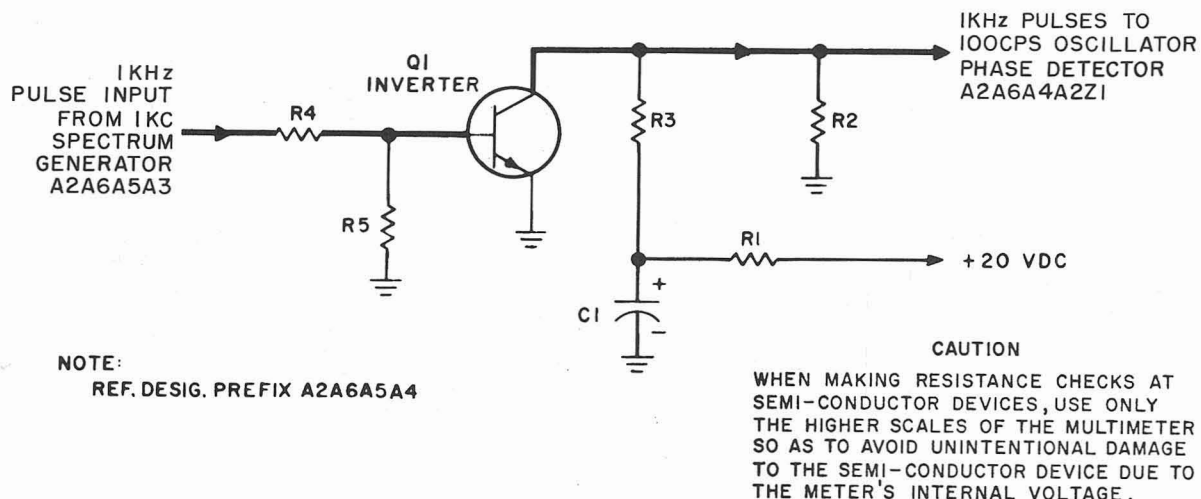 1KHz
PULSE INPUT
FROM 1KC
SPECTRUM
GENERATOR
A2A6A5A3
R4
R5
Q1
INVERTER
R3
R2
1KHz PULSES TO
100CPS OSCILLATOR
PHASE DETECTOR
A2A6A4A2Z1
R1
+20 VDC
+
C1
−
NOTE:
REF. DESIG. PREFIX A2A6A5A4
CAUTION
WHEN MAKING RESISTANCE CHECKS AT
SEMI-CONDUCTOR DEVICES, USE ONLY
THE HIGHER SCALES OF THE MULTIMETER
SO AS TO AVOID UNINTENTIONAL DAMAGE
TO THE SEMI-CONDUCTOR DEVICE DUE TO
THE METER'S INTERNAL VOLTAGE.